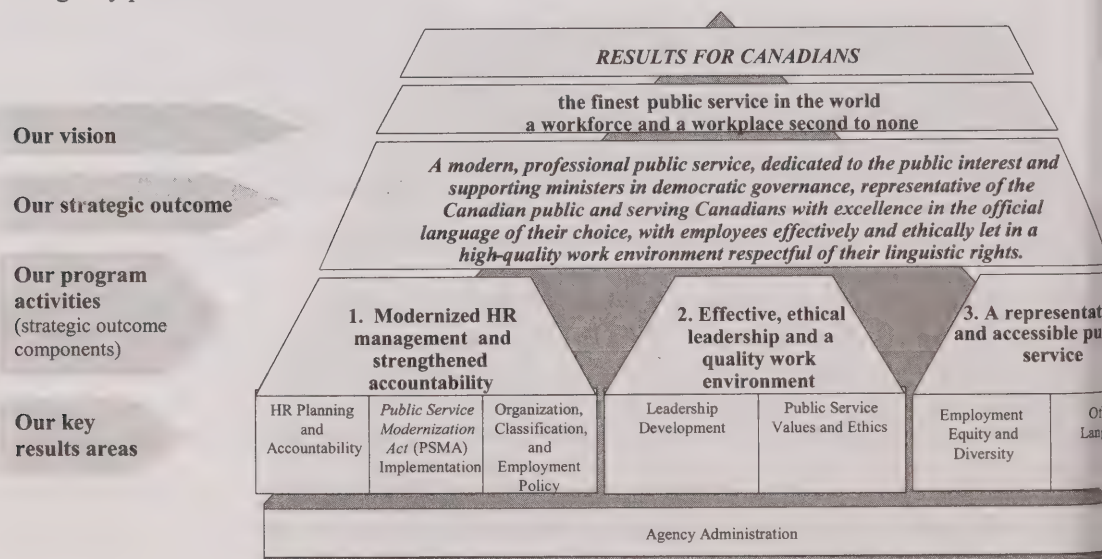 RESULTS FOR CANADIANS
the finest public service in the world
a workforce and a workplace second to none
Our vision
A modern, professional public service, dedicated to the public interest and
supporting ministers in democratic governance, representative of the
Canadian public and serving Canadians with excellence in the official
language of their choice, with employees effectively and ethically let in a
high-quality work environment respectful of their linguistic rights.
Our strategic outcome
Our program
activities
(strategic outcome
components)
1. Modernized HR
management and
strengthened
accountability
2. Effective, ethical
leadership and a
quality work
environment
3. A
and accessible
service
Our key
results areas
HR Planning
and
Accountability
Public Service
Modernization
Act (PSMA)
Implementation
Organization,
Classification,
and
Employment
Policy
Leadership
Development
Public Service
Values and Ethics
Employment
Equity and
Diversity
Agency Administration